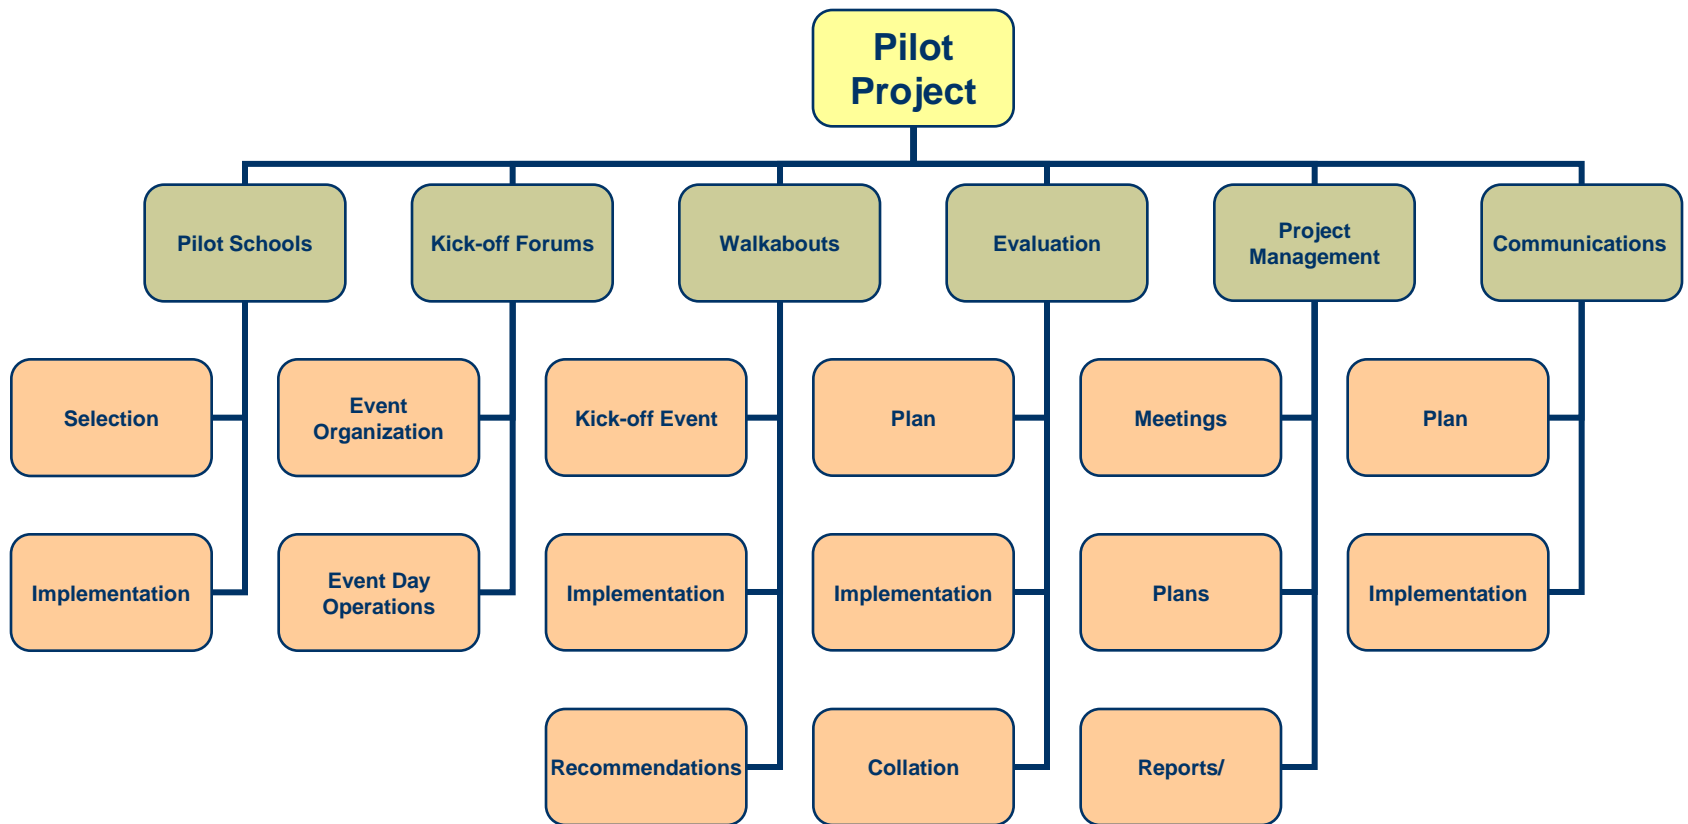 Pilot
Project
Pilot Schools
Kick-off Forums
Walkabouts
Evaluation
Project
Management
Communications
Selection
Event
Organization
Kick-off Event
Plan
Meetings
Plan
Implementation
Event Day
Operations
Implementation
Implementation
Plans
Implementation
Recommendations
Collation
Reports/